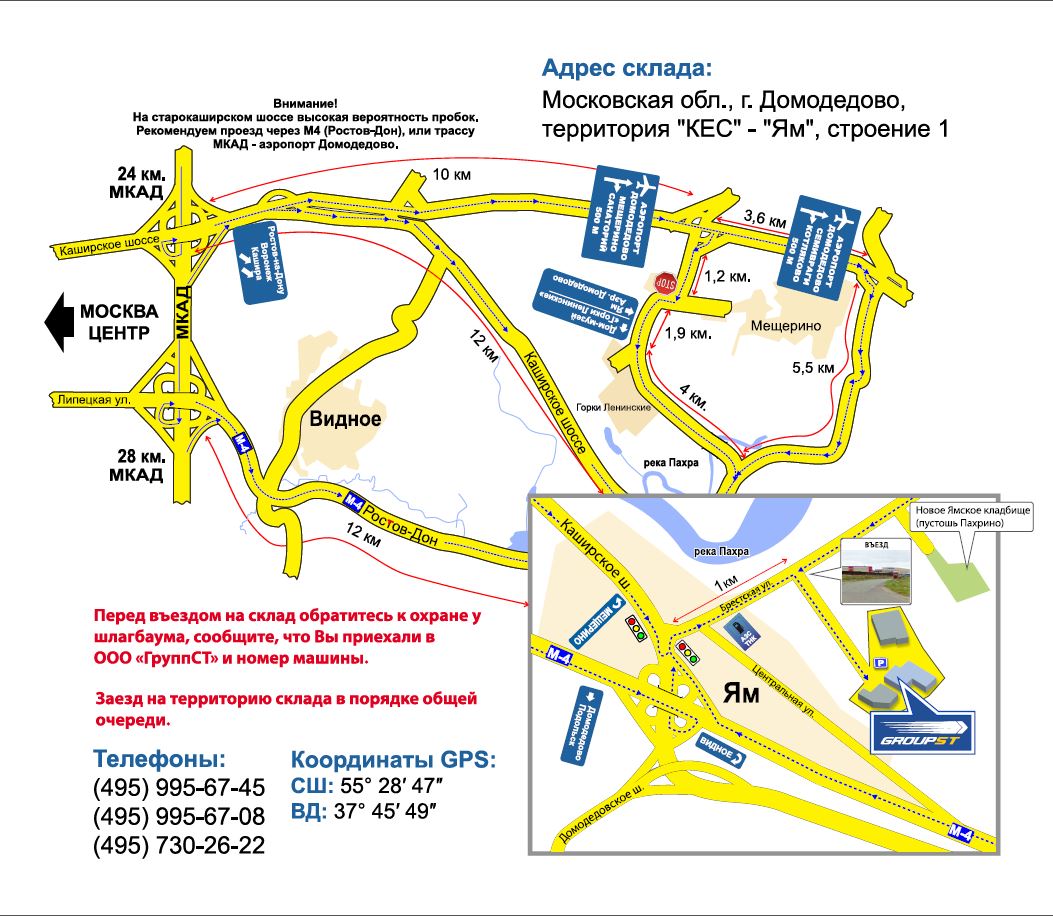 Адрес склада:
Московская обл., г. Домодедово,
территория "КЕС" - "Ям", строение 1
Внимание!
На старокаширском шоссе высокая вероятность пробок.
Рекомендуем проезд через М4 (Ростов-Дон), или трассу
МКАД - аэропорт Домодедово.
24 км.
МКАД
10 км
Каширское шоссе
Ростов-на-Дону
Воронеж
Кашира
АЭРОПОРТ
ДОМОДЕДОВО
МЕЩЕРИНО
САНАТОРИЙ
500 М
3,6 км
АЭРОПОРТ
ДОМОДЕДОВО
СЕМИВРАГИ
КОТЛЯКОВО
500 М
STOP
1,2 км.
Дом-музей
«Горки Ленинские»
Ям
Аэр. Домодедово
МОСКВА
ЦЕНТР
МКАД
1,9 км.
Мещерино
5,5 км
12 км
Каширское шоссе
4 км.
Горки Ленинские
Липецкая ул.
Видное
М-4
28 км.
МКАД
река Пахра
М-4
Ростов-Дон
12 км
Новое Ямское кладбище
(пустошь Пахрино)
Каширское ш.
река Пахра
ВЪЕЗД
1 км
Брестская ул.
МЕЩЕРИНО
АЗС
ТНК
М-4
Ям
Центральная ул.
Домодедово
Подольск
ВИДНОЕ
GROUPST
Домодедовское ш.
М-4
P
Перед въездом на склад обратитесь к охране у
шлагбаума, сообщите, что Вы приехали в
ООО «ГруппСТ» и номер машины.
Заезд на территорию склада в порядке общей
очереди.
Телефоны:
(495) 995-67-45
(495) 995-67-08
(495) 730-26-22
Координаты GPS:
СШ: 55° 28′ 47″
ВД: 37° 45′ 49″